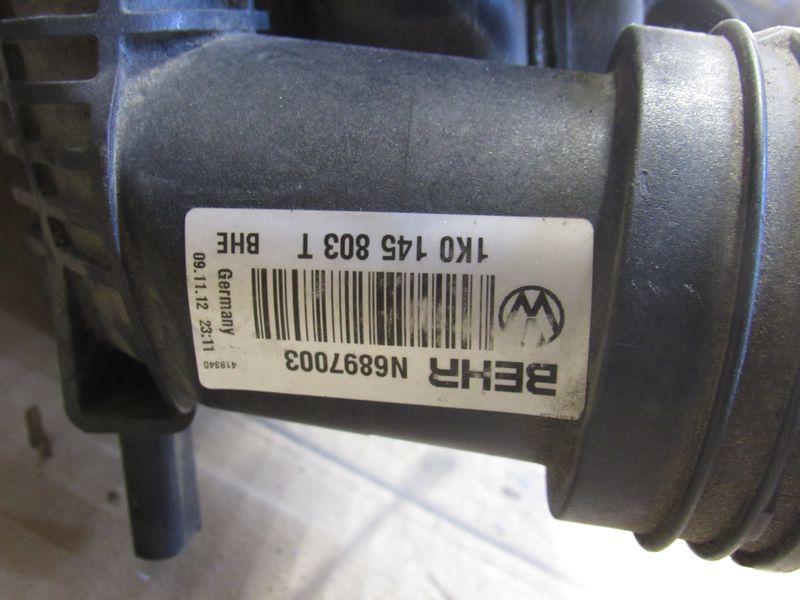 BEHR N6897003
418340
1K0 145 803 T BHE
Germany
09.11.12 23:11